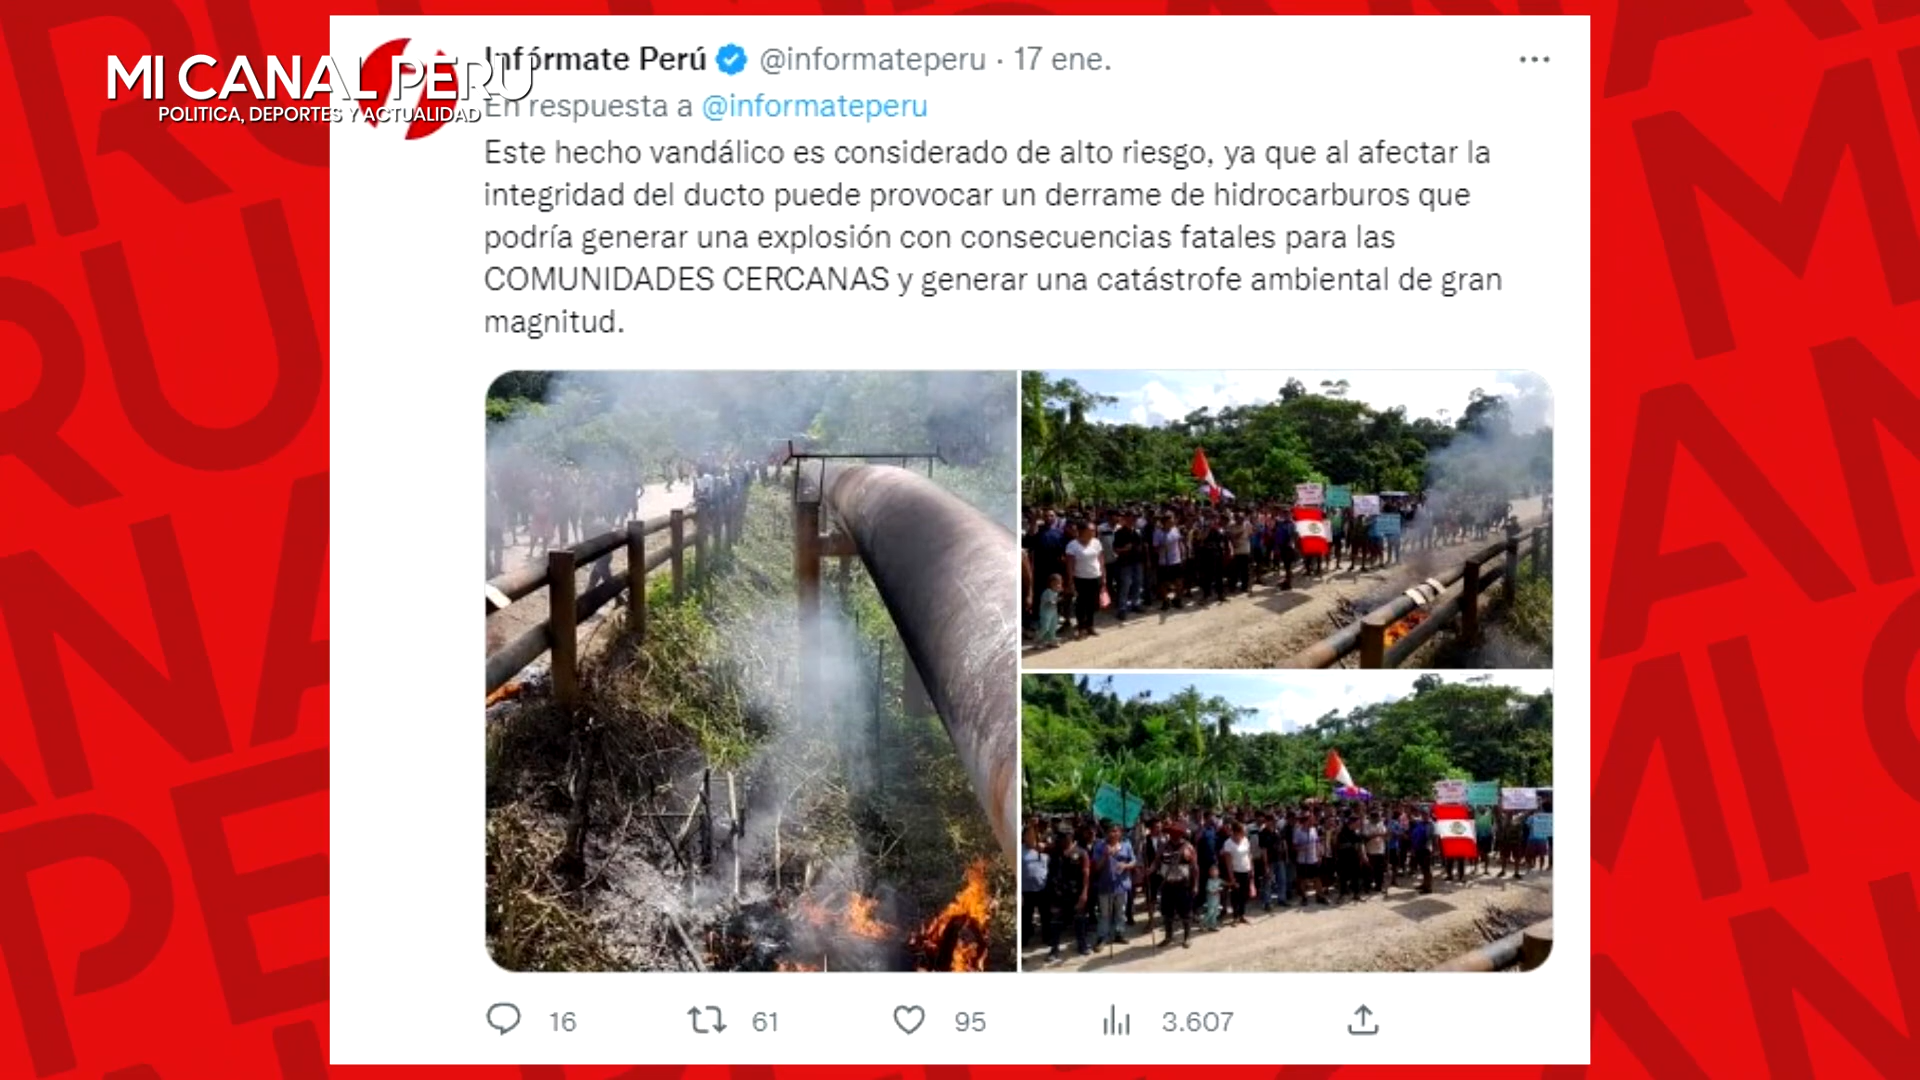 MI CANAL PERU
POLITICA, DEPORTES Y ACTUALIDAD
Infórmate Perú @informateperu · 17 ene.
En respuesta a @informateperu
Este hecho vandálico es considerado de alto riesgo, ya que al afectar la
integridad del ducto puede provocar un derrame de hidrocarburos que
podría generar una explosión con consecuencias fatales para las
COMUNIDADES CERCANAS y generar una catástrofe ambiental de gran
magnitud.
16 61 95 3.607